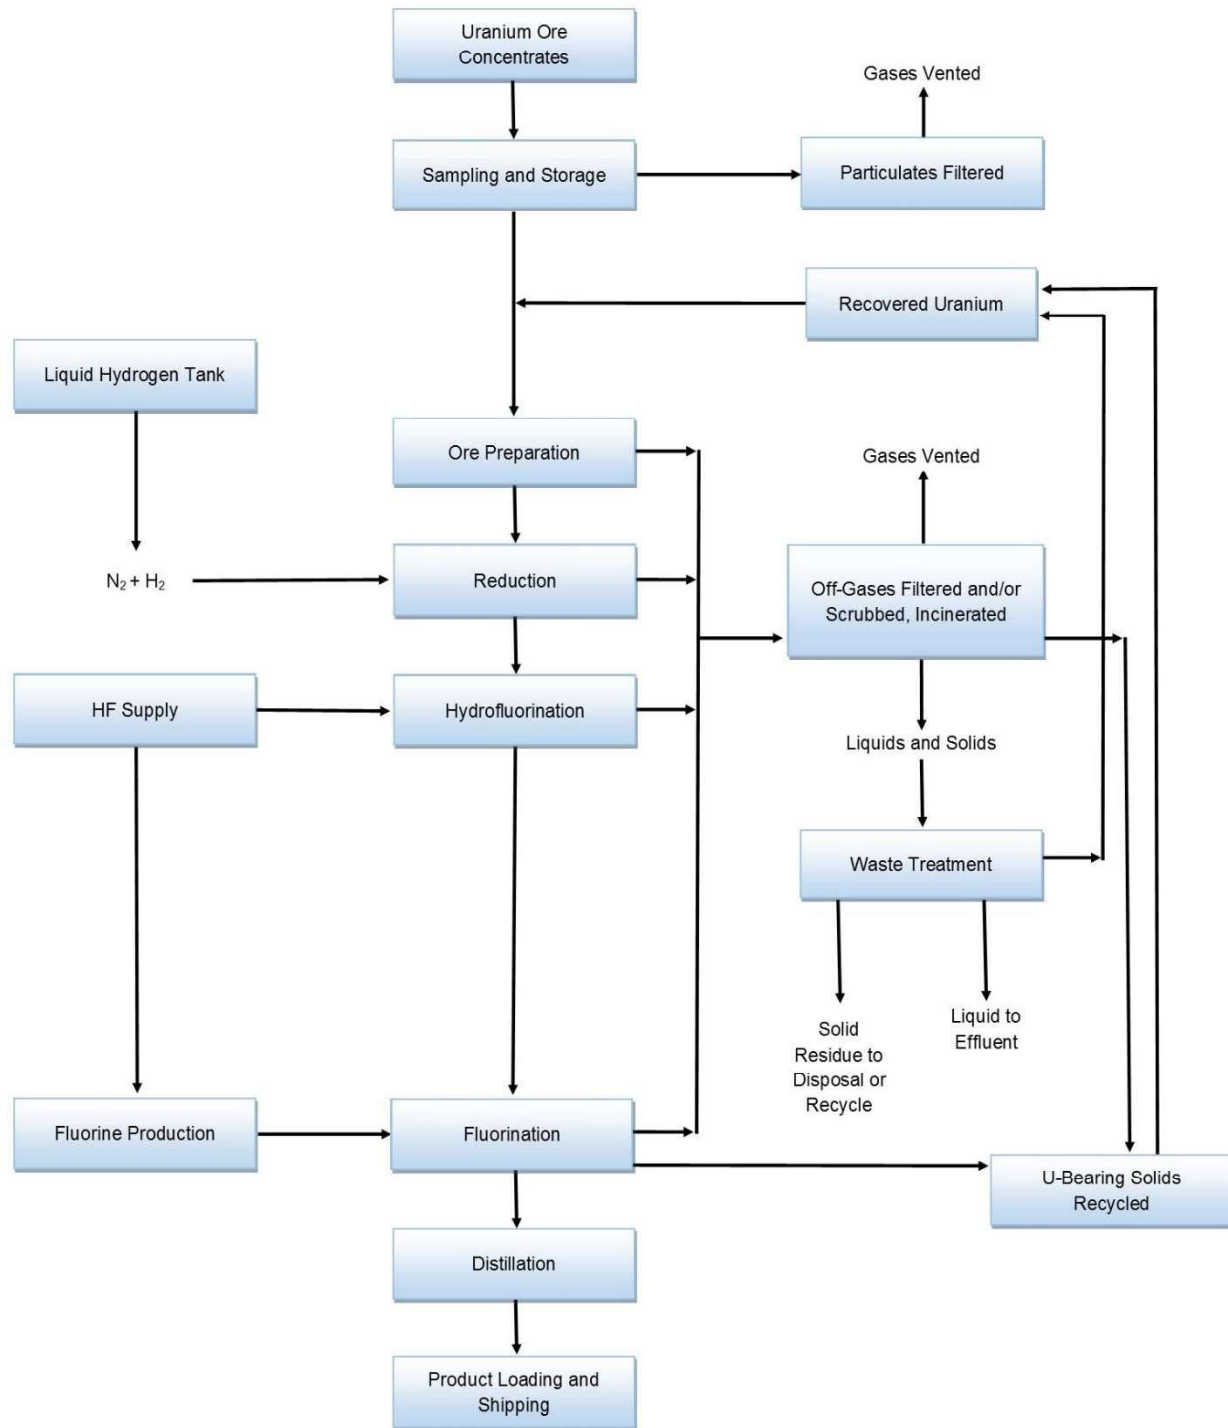 Uranium Ore
Concentrates
Gases Vented
Sampling and Storage
Particulates Filtered
Recovered Uranium
Liquid Hydrogen Tank
Ore Preparation
Gases Vented
N₂ + H₂
Reduction
Off-Gases Filtered and/or
Scrubbed, Incinerated
HF Supply
Hydrofluorination
Liquids and Solids
Waste Treatment
Solid
Residue to
Disposal or
Recycle
Liquid to
Effluent
Fluorine Production
Fluorination
U-Bearing Solids
Recycled
Distillation
Product Loading and
Shipping